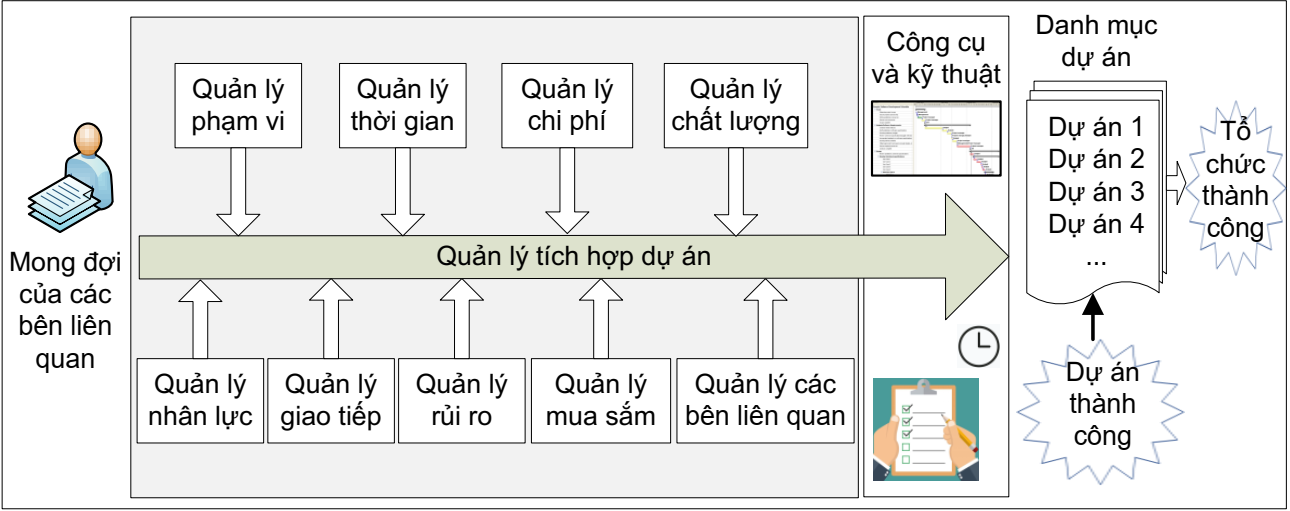 Mong đợi
của các
bên liên
quan
Quản lý
phạm vi
Quản lý
thời gian
Quản lý
chi phí
Quản lý
chất lượng
Quản lý tích hợp dự án
Quản lý
nhân lực
Quản lý
giao tiếp
Quản lý
rủi ro
Quản lý
mua sắm
Quản lý các
bên liên quan
Công cụ
và kỹ thuật
Danh mục
dự án
Dự án 1
Dự án 2
Dự án 3
Dự án 4
...
Tổ
chức
thành
công
Dự án
thành
công